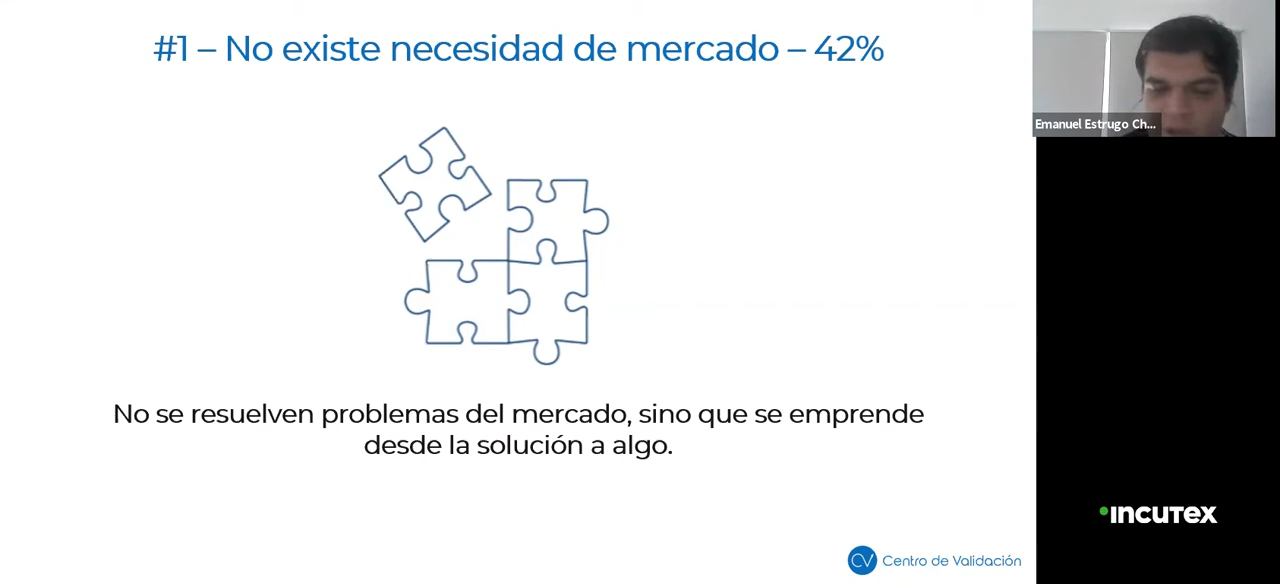 #1 – No existe necesidad de mercado – 42%
Emanuel Estrugo Ch...
No se resuelven problemas del mercado, sino que se emprende
desde la solución a algo.
INCUTEX
CV Centro de Validación